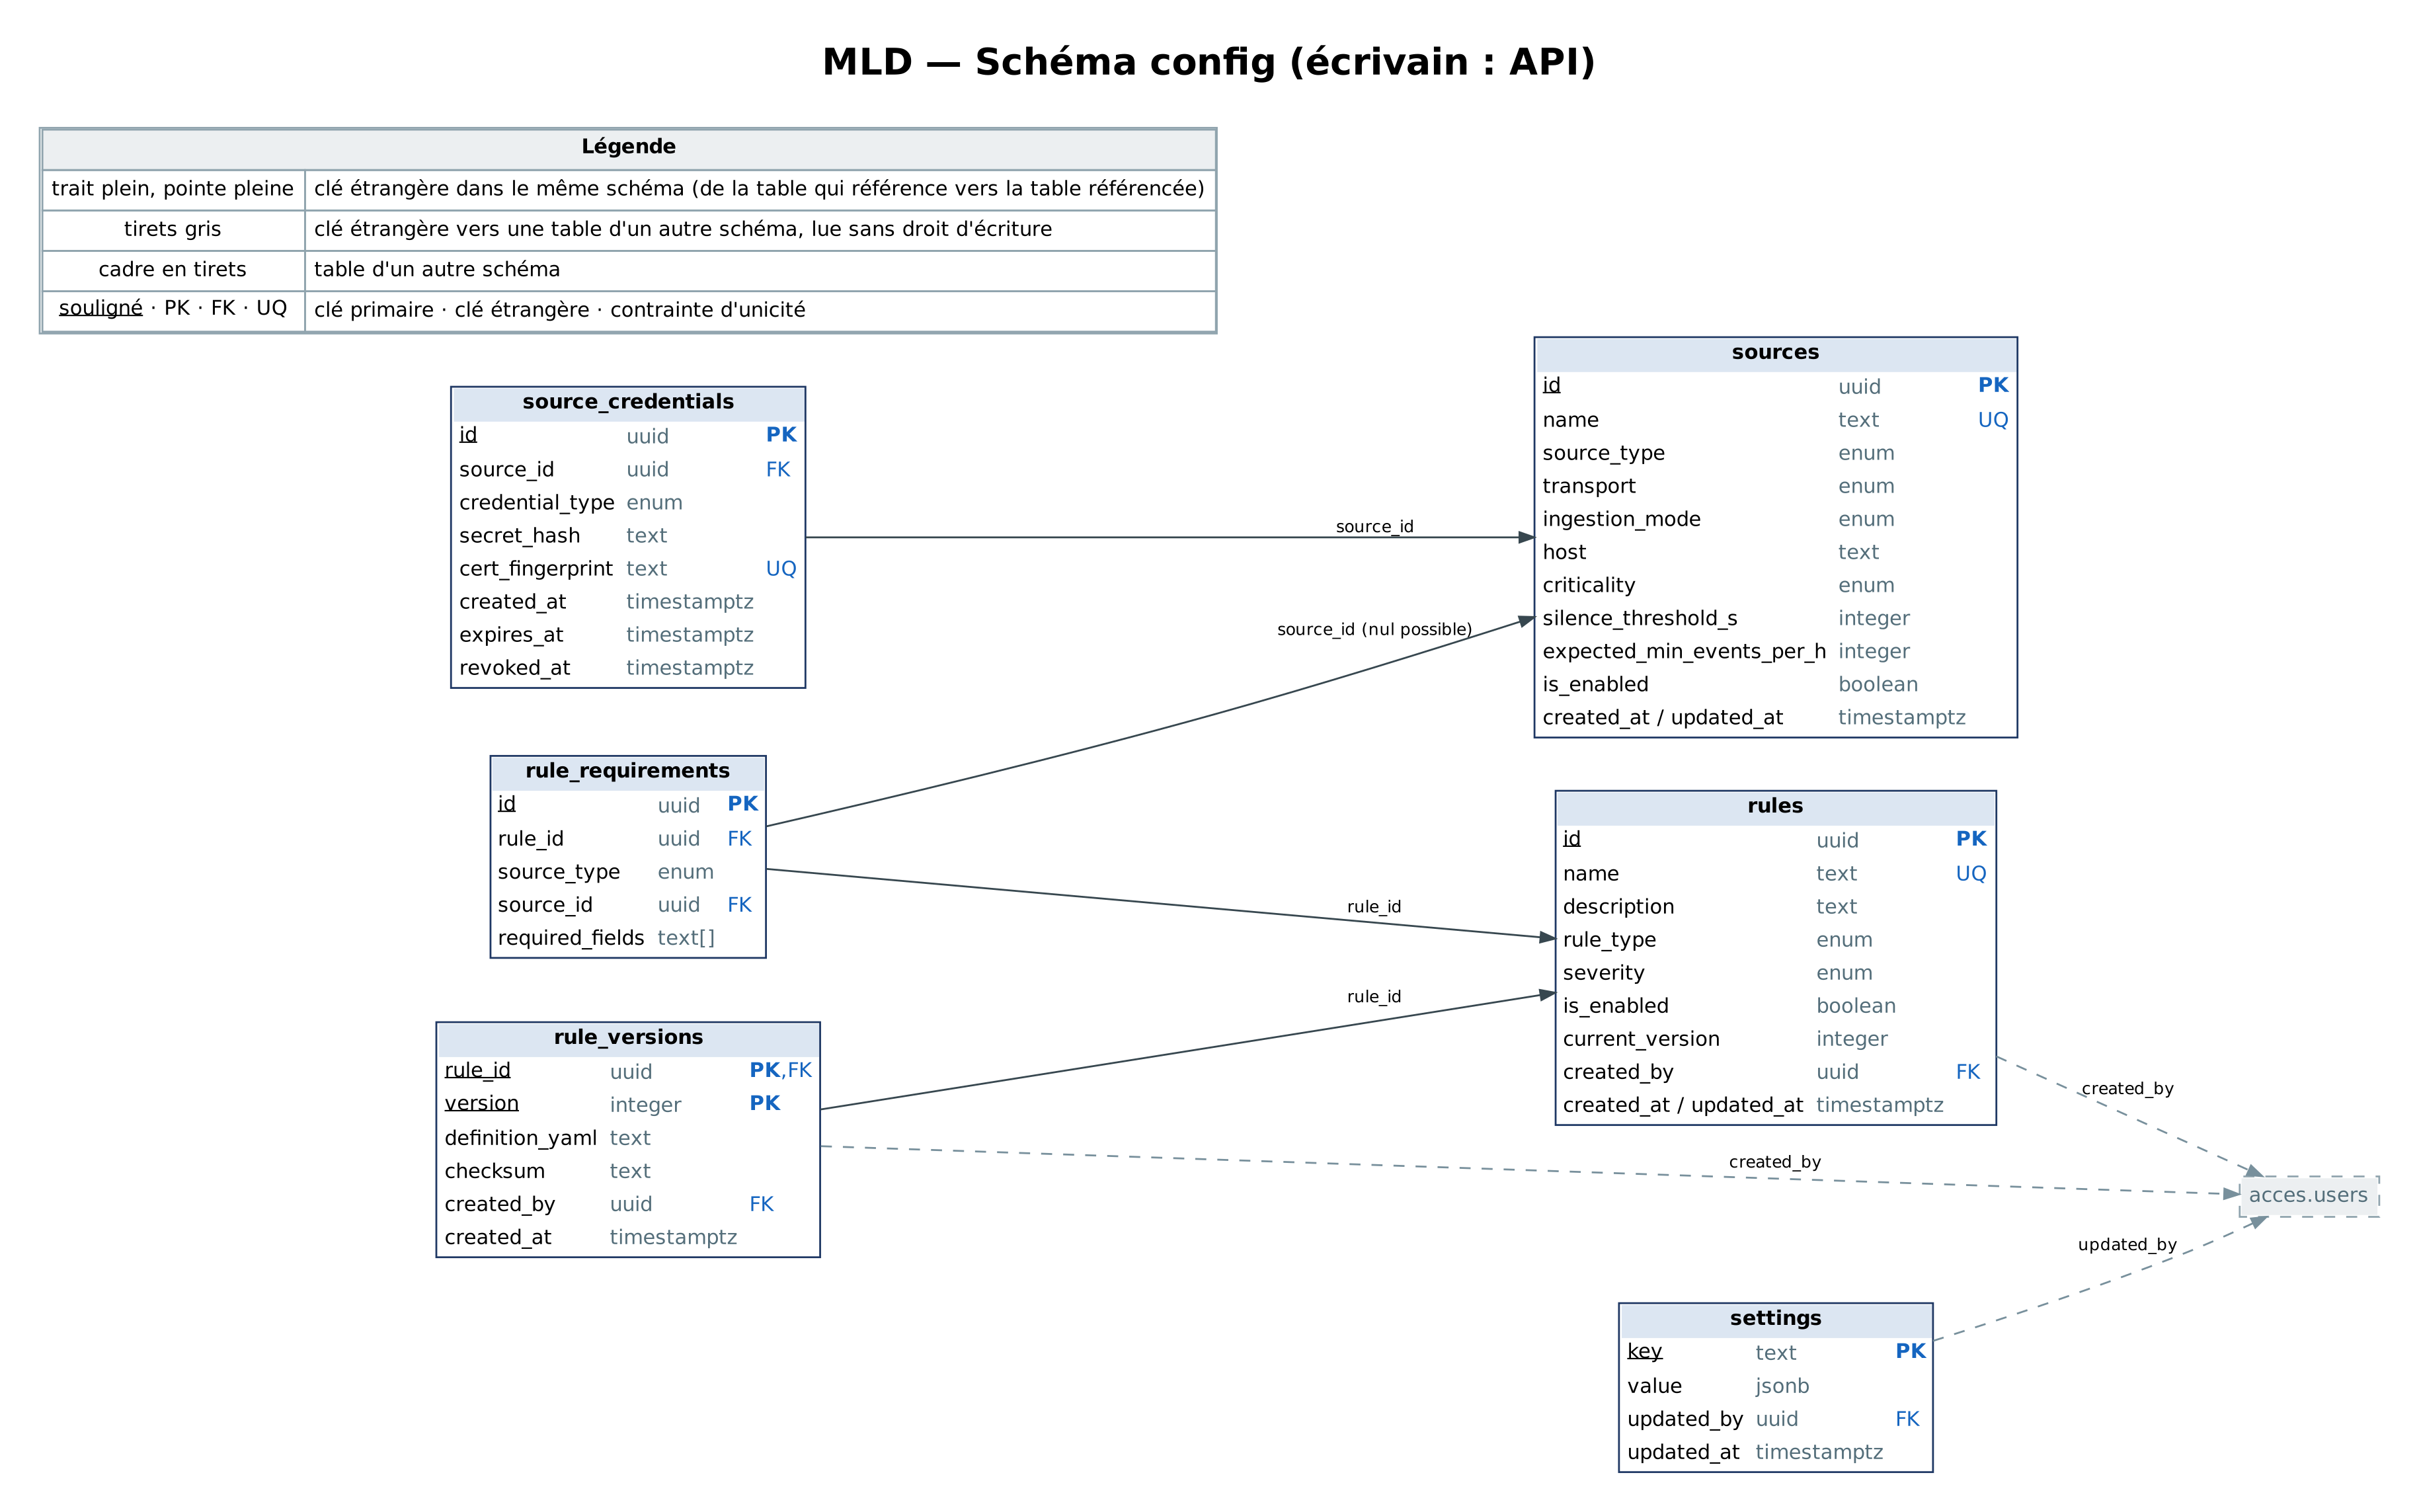 MLD — Schéma config (écrivain : API)
Légende
trait plein, pointe pleine clé étrangère dans le même schéma (de la table qui référence vers la table référencée)
tirets gris clé étrangère vers une table d'un autre schéma, lue sans droit d'écriture
cadre en tirets table d'un autre schéma
souligné · PK · FK · UQ clé primaire · clé étrangère · contrainte d'unicité
source_credentials
id uuid PK
source_id uuid FK
credential_type enum
secret_hash text
cert_fingerprint text UQ
created_at timestamptz
expires_at timestamptz
revoked_at timestamptz
source_id
source_id (nul possible)
sources
id uuid PK
name text UQ
source_type enum
transport enum
ingestion_mode enum
host text
criticality enum
silence_threshold_s integer
expected_min_events_per_h integer
is_enabled boolean
created_at / updated_at timestamptz
rule_requirements
id uuid PK
rule_id uuid FK
source_type enum
source_id uuid FK
required_fields text[]
rule_id
rule_id
rules
id uuid PK
name text UQ
description text
rule_type enum
severity enum
is_enabled boolean
current_version integer
created_by uuid FK
created_at / updated_at timestamptz
rule_versions
rule_id uuid PK,FK
version integer PK
definition_yaml text
checksum text
created_by uuid FK
created_at timestamptz
created_by
created_by
acces.users
updated_by
settings
key text PK
value jsonb
updated_by uuid FK
updated_at timestamptz